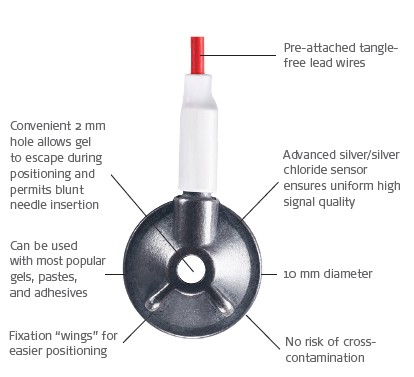 Pre-attached tangle-
free lead wires
Convenient 2 mm
hole allows gel
to escape during
positioning and
permits blunt
needle insertion
Advanced silver/silver
chloride sensor
ensures uniform high
signal quality
Can be used
with most popular
gels, pastes,
and adhesives
10 mm diameter
Fixation “wings” for
easier positioning
No risk of cross-
contamination